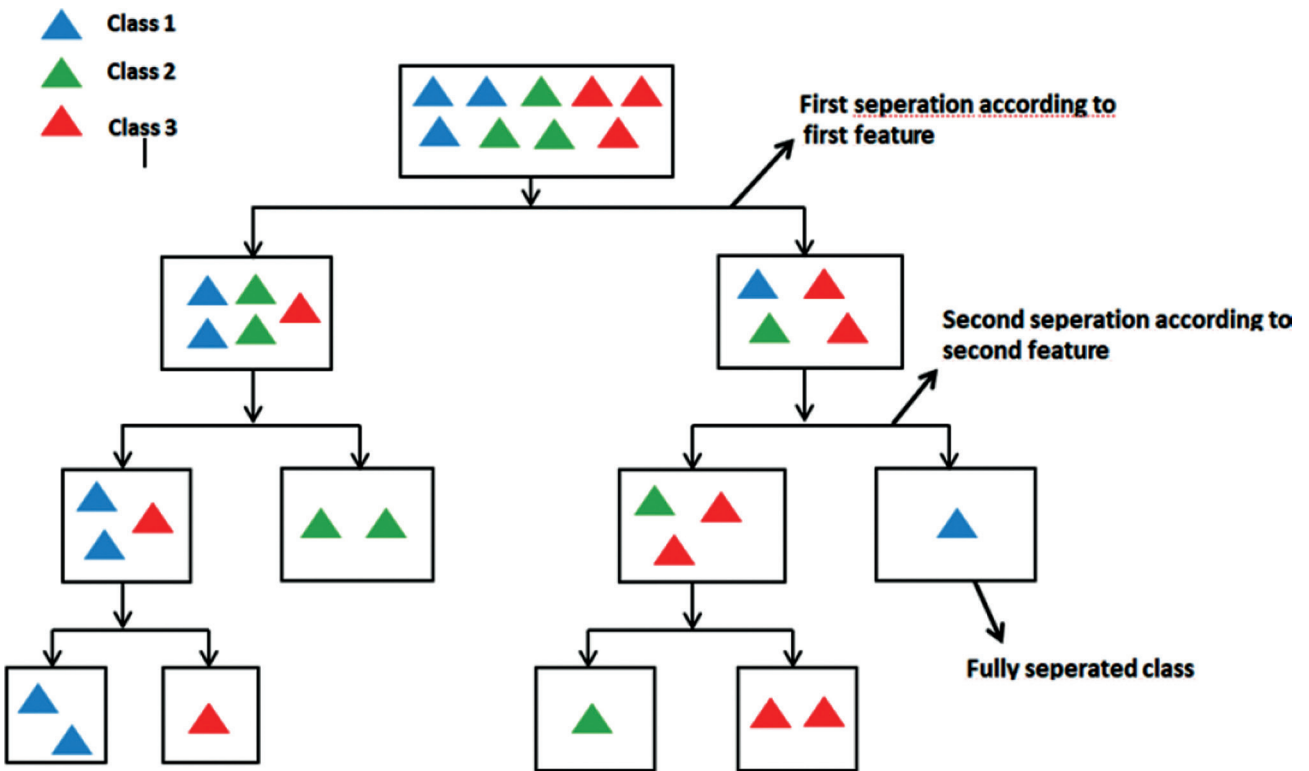 Class 1
Class 2
Class 3
First seperation according to
first feature
Second seperation according to
second feature
Fully seperated class